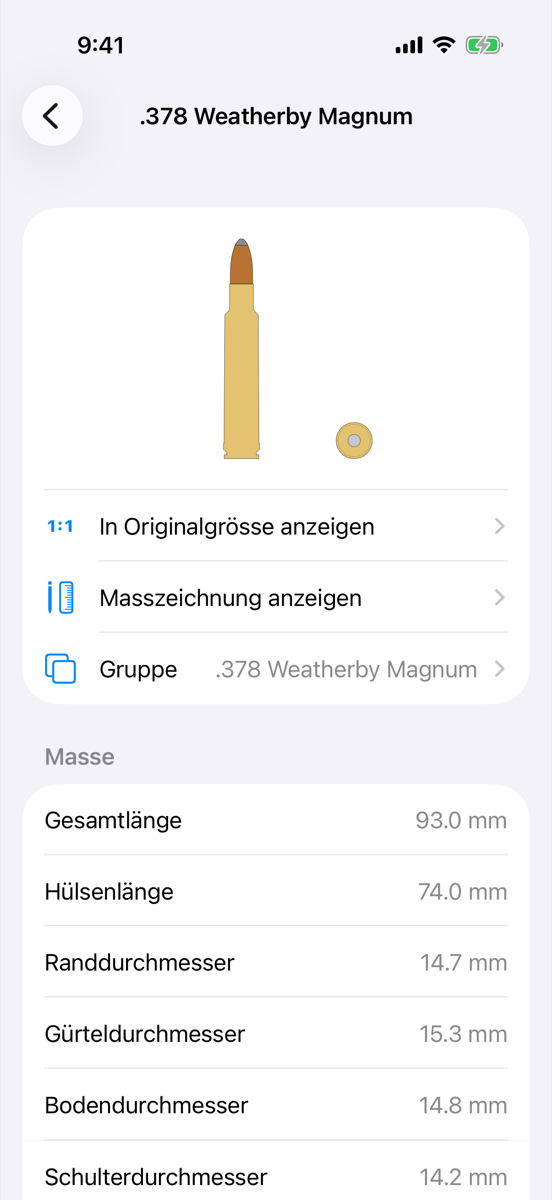 9:41
.378 Weatherby Magnum
1:1 In Originalgrösse anzeigen
Masszeichnung anzeigen
Gruppe .378 Weatherby Magnum
Masse
Gesamtlänge 93.0 mm
Hülsenlänge 74.0 mm
Randdurchmesser 14.7 mm
Gürteldurchmesser 15.3 mm
Bodendurchmesser 14.8 mm
Schulterdurchmesser 14.2 mm